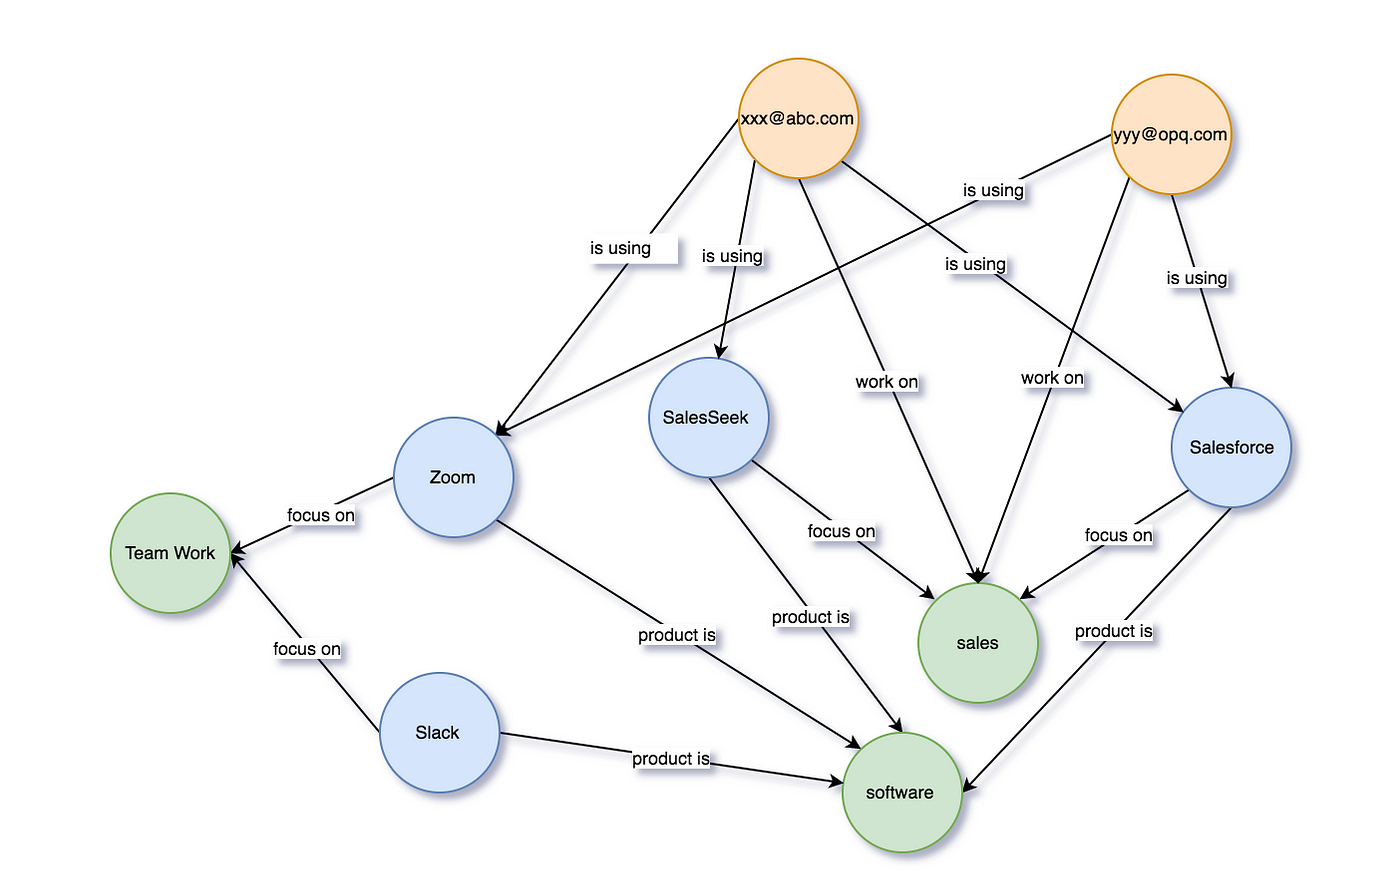 xxx@abc.com
yyy@opq.com
is using
is using
is using
is using
is using
work on
work on
SalesSeek
Salesforce
Zoom
focus on
focus on
focus on
Team Work
product is
product is
product is
sales
focus on
Slack
product is
software